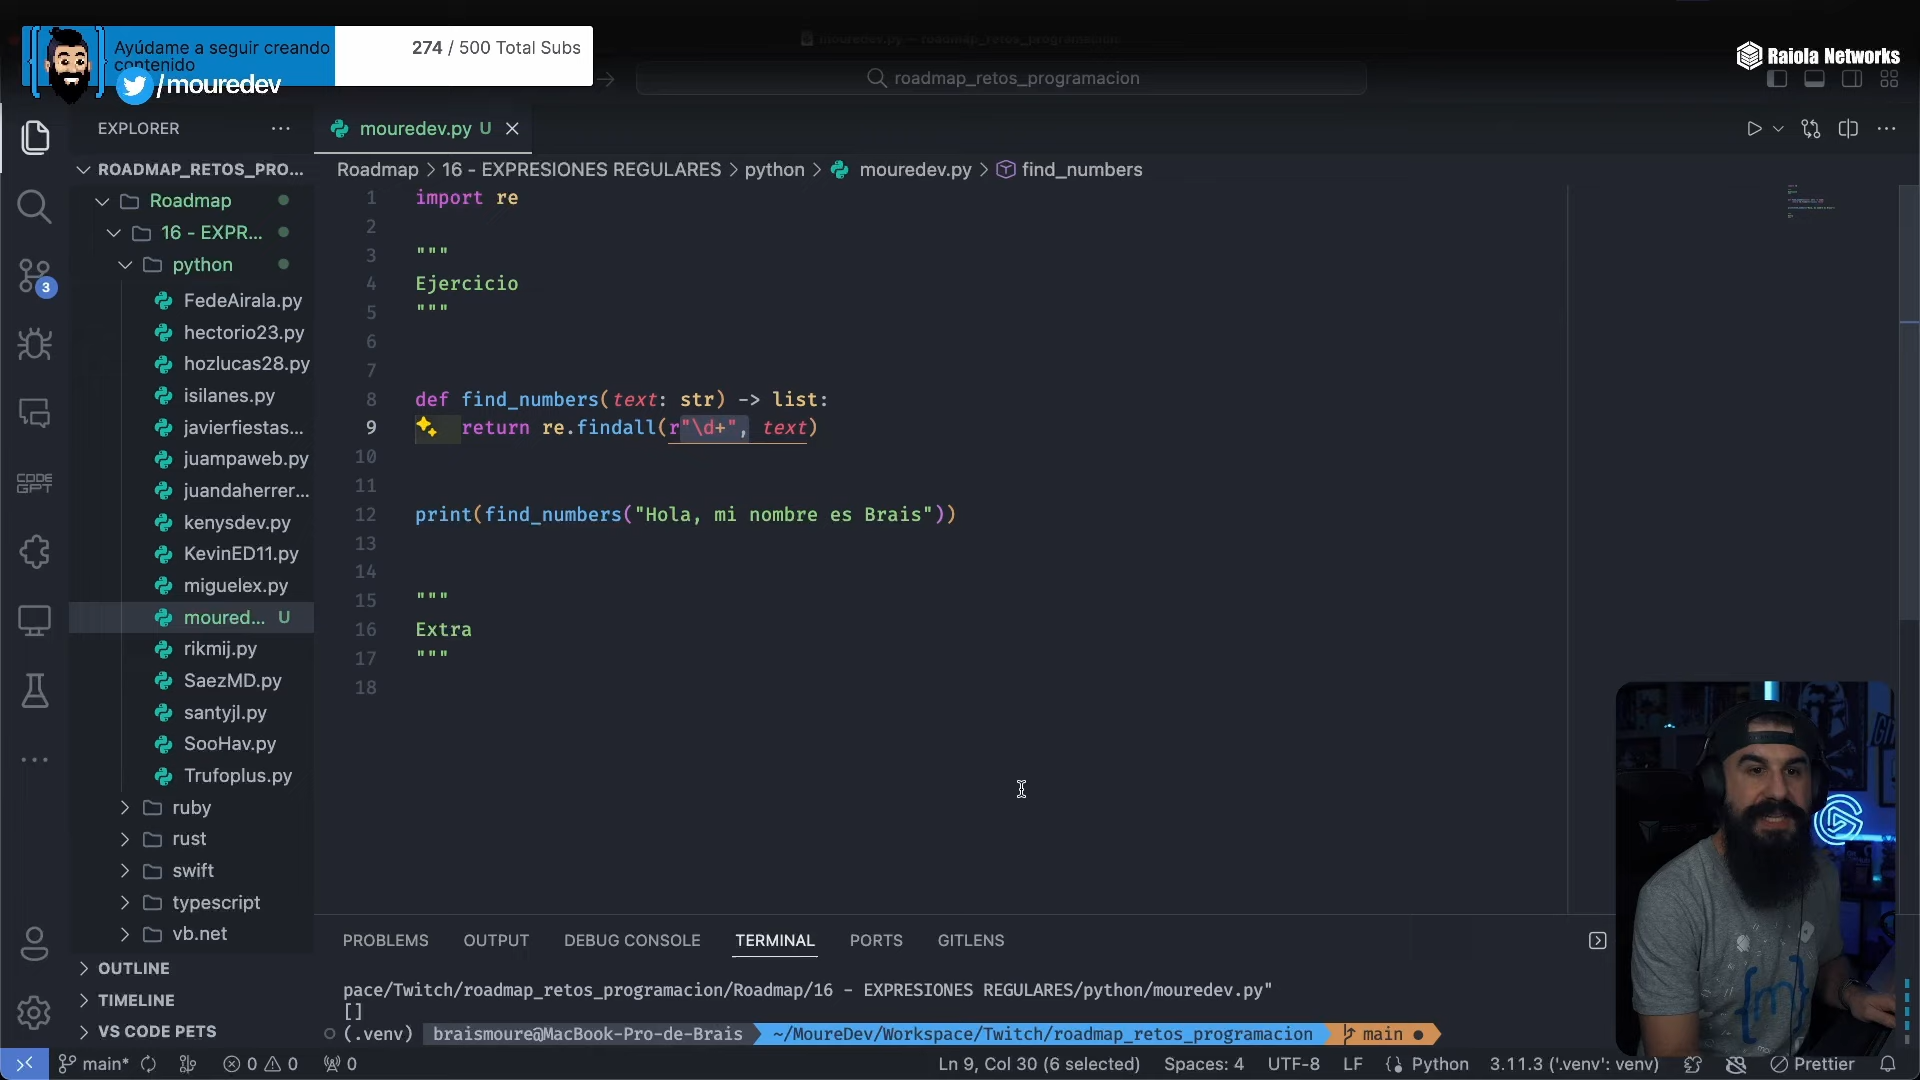 Ayúdame a seguir creando
contenido
274 / 500 Total Subs
/mouredev
roadmap_retos_programacion
Raiola Networks
EXPLORER
mouredev.py U
ROADMAP_RETOS_PRO...
Roadmap > 16 - EXPRESIONES REGULARES > python > mouredev.py > find_numbers
Roadmap
16 - EXPR...
python
FedeAirala.py
hectorio23.py
hozlucas28.py
isilanes.py
javierfiestas...
juampaweb.py
juandaherrer...
kenysdev.py
KevinED11.py
miguelex.py
moured... U
rikmij.py
SaezMD.py
santyjl.py
SooHav.py
Trufoplus.py
ruby
rust
swift
typescript
vb.net
OUTLINE
TIMELINE
VS CODE PETS
3
CODE
GPT
1 import re
2
3 """
4 Ejercicio
5 """
6
7
8 def find_numbers(text: str) -> list:
9 return re.findall(r"\d+", text)
10
11
12 print(find_numbers("Hola, mi nombre es Brais"))
13
14
15 """
16 Extra
17 """
18
PROBLEMS OUTPUT DEBUG CONSOLE TERMINAL PORTS GITLENS
pace/Twitch/roadmap_retos_programacion/Roadmap/16 - EXPRESIONES REGULARES/python/mouredev.py"
[]
(.venv) braismoure@MacBook-Pro-de-Brais ~/MoureDev/Workspace/Twitch/roadmap_retos_programacion main ●
main* 0 0 0 Ln 9, Col 30 (6 selected) Spaces: 4 UTF-8 LF Python 3.11.3 ('.venv': venv) Prettier